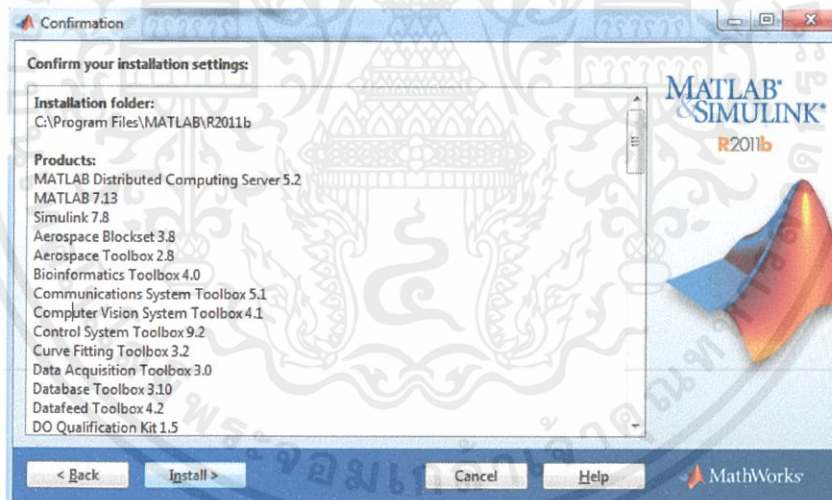 Confirmation
Confirm your installation settings:
Installation folder:
C:\Program Files\MATLAB\R2011b
Products:
MATLAB Distributed Computing Server 5.2
MATLAB 7.13
Simulink 7.8
Aerospace Blockset 3.8
Aerospace Toolbox 2.8
Bioinformatics Toolbox 4.0
Communications System Toolbox 5.1
Computer Vision System Toolbox 4.1
Control System Toolbox 9.2
Curve Fitting Toolbox 3.2
Data Acquisition Toolbox 3.0
Database Toolbox 3.10
Datafeed Toolbox 4.2
DO Qualification Kit 1.5
MATLAB®
&SIMULINK®
R2011b
< Back
Install >
Cancel
Help
MathWorks®